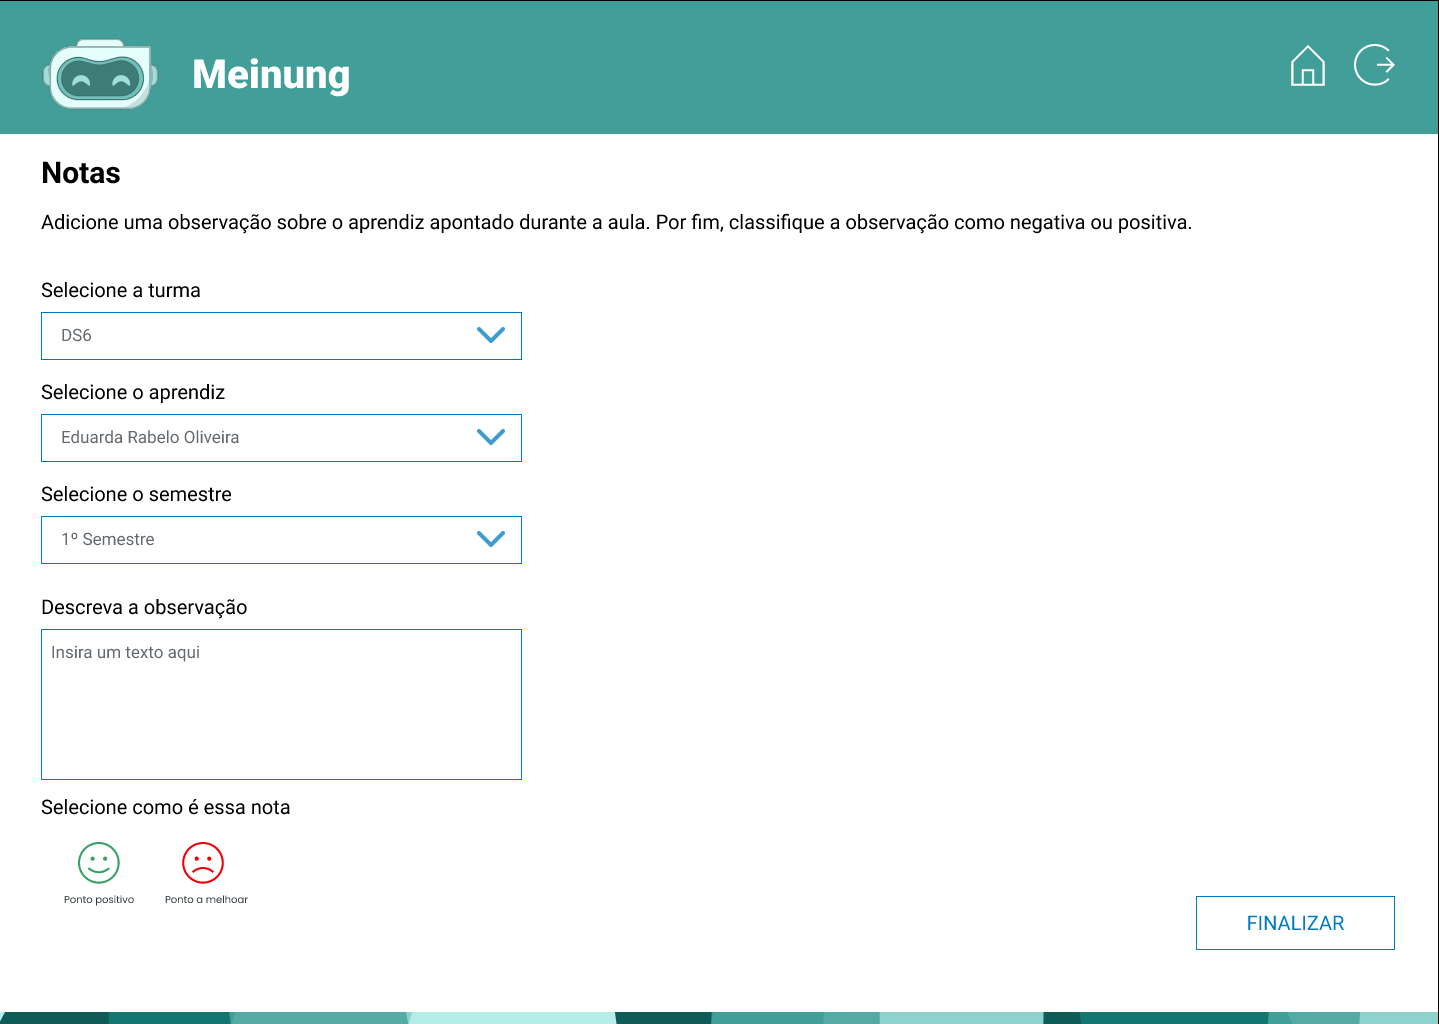 Meinung
Notas
Adicione uma observação sobre o aprendiz apontado durante a aula. Por fim, classifique a observação como negativa ou positiva.
Selecione a turma
DS6
Selecione o aprendiz
Eduarda Rabelo Oliveira
Selecione o semestre
1º Semestre
Descreva a observação
Insira um texto aqui
Selecione como é essa nota
Ponto positivo
Ponto a melhoar
FINALIZAR